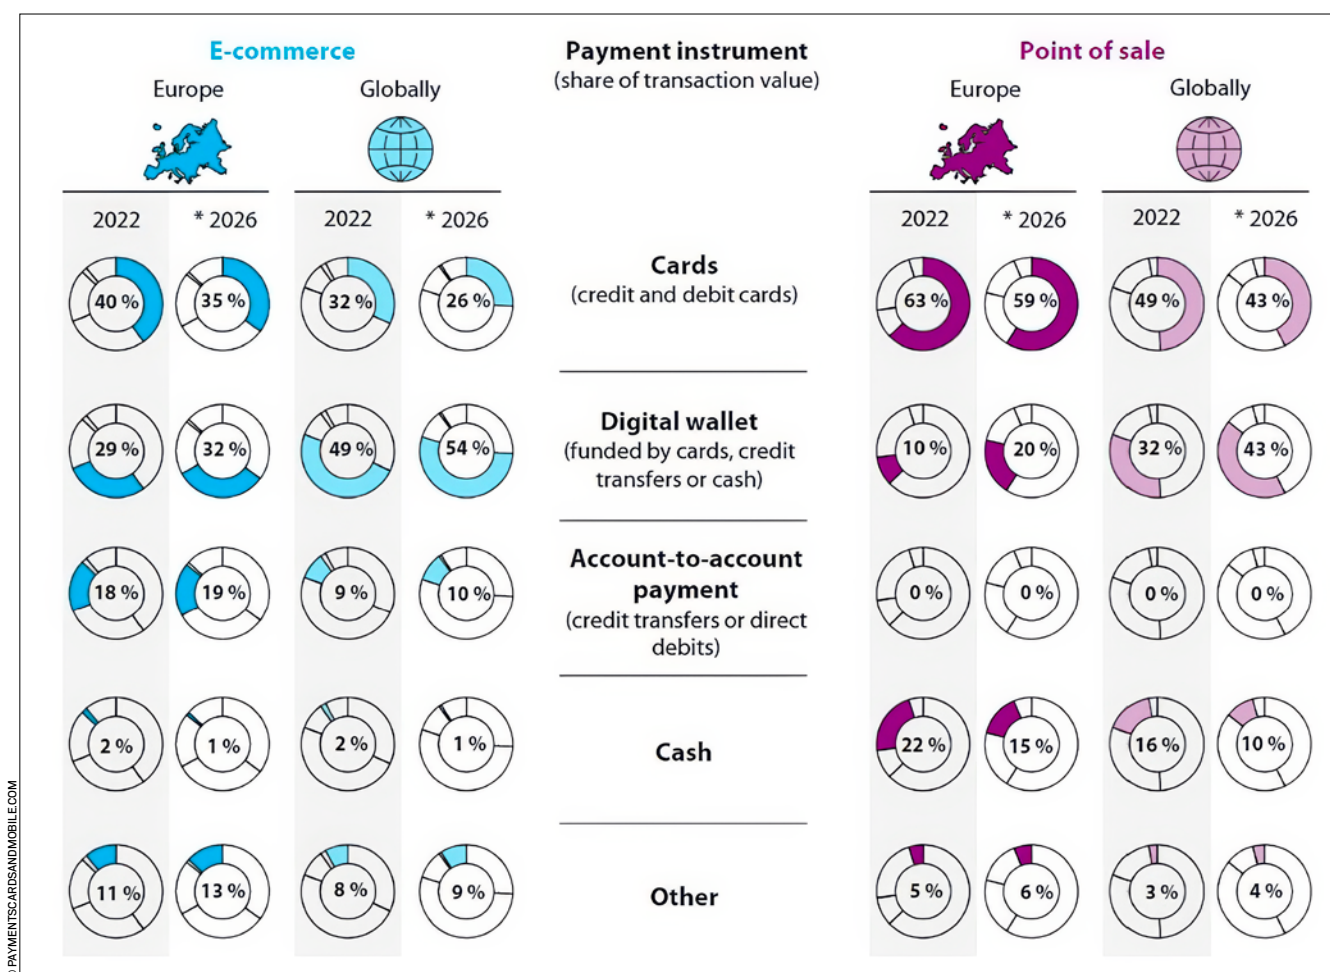 E-commerce
Payment instrument
(share of transaction value)
Point of sale
Europe
Globally
Europe
Globally
2022
* 2026
2022
* 2026
2022
* 2026
2022
* 2026
40 %
35 %
32 %
26 %
Cards
(credit and debit cards)
63 %
59 %
49 %
43 %
29 %
32 %
49 %
54 %
Digital wallet
(funded by cards, credit
transfers or cash)
10 %
20 %
32 %
43 %
18 %
19 %
9 %
10 %
Account-to-account
payment
(credit transfers or direct
debits)
0 %
0 %
0 %
0 %
2 %
1 %
2 %
1 %
Cash
22 %
15 %
16 %
10 %
11 %
13 %
8 %
9 %
Other
5 %
6 %
3 %
4 %
PAYMENTSCARDSANDMOBILE.COM